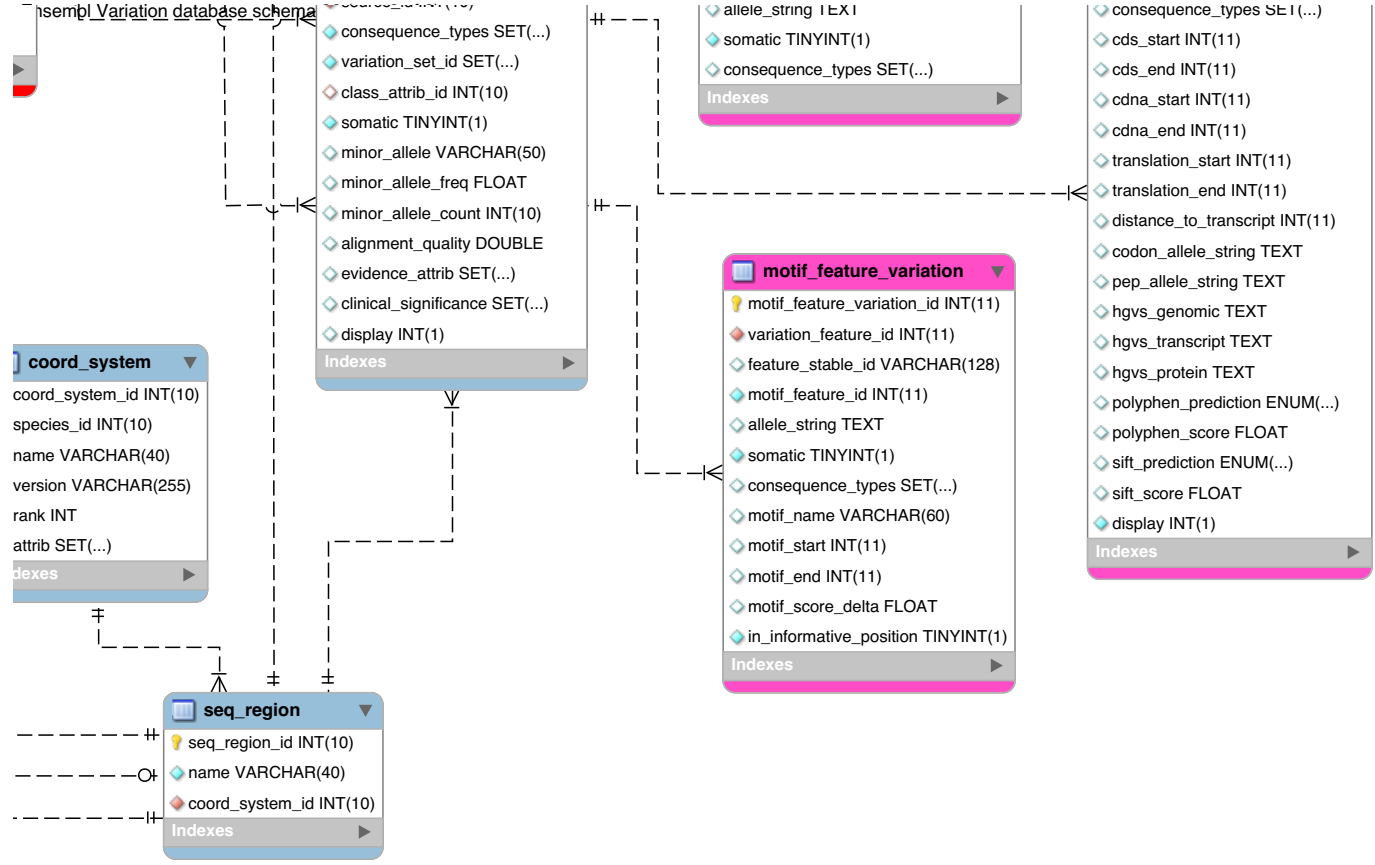 nsembl Variation database schema
source_id INT(10)
consequence_types SET(...)
variation_set_id SET(...)
class_attrib_id INT(10)
somatic TINYINT(1)
minor_allele VARCHAR(50)
minor_allele_freq FLOAT
minor_allele_count INT(10)
alignment_quality DOUBLE
evidence_attrib SET(...)
clinical_significance SET(...)
display INT(1)
Indexes
allele_string TEXT
somatic TINYINT(1)
consequence_types SET(...)
Indexes
consequence_types SET(...)
cds_start INT(11)
cds_end INT(11)
cdna_start INT(11)
cdna_end INT(11)
translation_start INT(11)
translation_end INT(11)
distance_to_transcript INT(11)
codon_allele_string TEXT
pep_allele_string TEXT
hgvs_genomic TEXT
hgvs_transcript TEXT
hgvs_protein TEXT
polyphen_prediction ENUM(...)
polyphen_score FLOAT
sift_prediction ENUM(...)
sift_score FLOAT
display INT(1)
Indexes
motif_feature_variation
motif_feature_variation_id INT(11)
variation_feature_id INT(11)
feature_stable_id VARCHAR(128)
motif_feature_id INT(11)
allele_string TEXT
somatic TINYINT(1)
consequence_types SET(...)
motif_name VARCHAR(60)
motif_start INT(11)
motif_end INT(11)
motif_score_delta FLOAT
in_informative_position TINYINT(1)
Indexes
coord_system
coord_system_id INT(10)
species_id INT(10)
name VARCHAR(40)
version VARCHAR(255)
rank INT
attrib SET(...)
dexes
seq_region
seq_region_id INT(10)
name VARCHAR(40)
coord_system_id INT(10)
Indexes